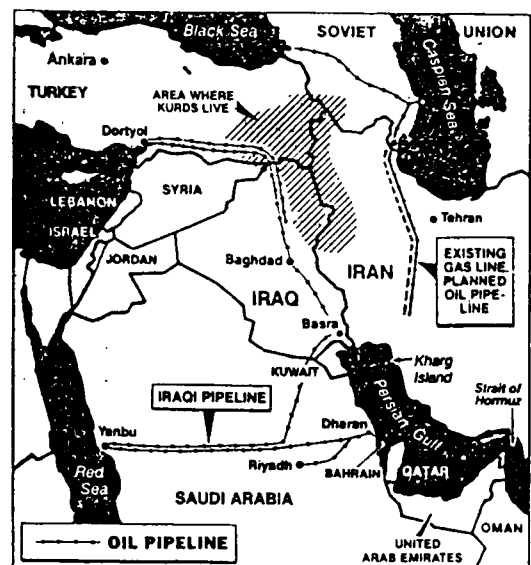 Black Sea
SOVIET UNION
Caspian Sea
Ankara
TURKEY
AREA WHERE
KURDS LIVE
Dortyol
SYRIA
LEBANON
ISRAEL
JORDAN
Tehran
Baghdad
IRAN
IRAQ
EXISTING
GAS LINE,
PLANNED
OIL PIPE-
LINE
Basra
KUWAIT
Kharg
Island
IRAQI PIPELINE
Strait of
Hormuz
Persian Gulf
Yanbu
Dharan
Riyadh
BAHRAIN
QATAR
Red
Sea
SAUDI ARABIA
OMAN
UNITED
ARAB EMIRATES
OIL PIPELINE